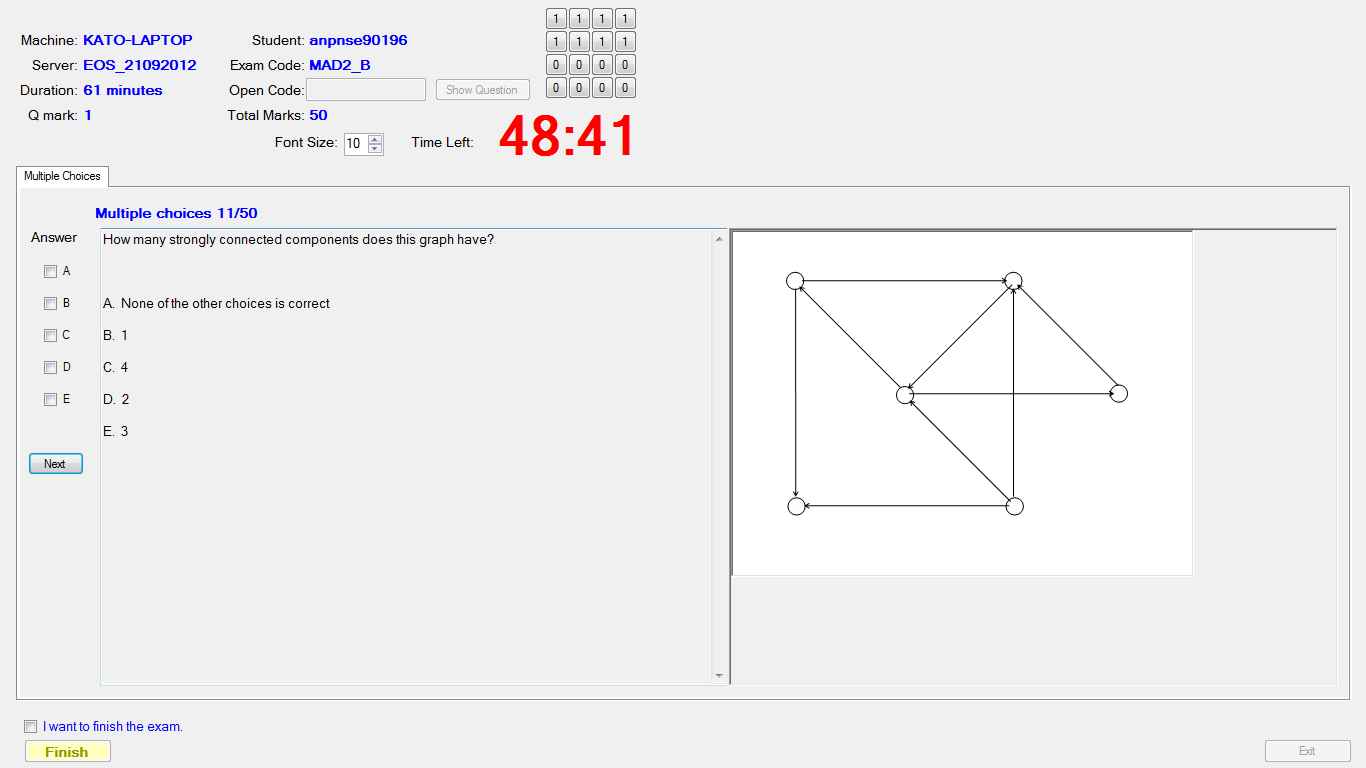 Machine: KATO-LAPTOP Student: anpnse90196
Server: EOS_21092012 Exam Code: MAD2_B
Duration: 61 minutes Open Code: Show Question
Q mark: 1 Total Marks: 50
Font Size: 10 Time Left: 48:41
1 1 1 1
1 1 1 1
0 0 0 0
0 0 0 0
Multiple Choices
Multiple choices 11/50
Answer
How many strongly connected components does this graph have?
A
B A. None of the other choices is correct
C B. 1
D C. 4
E D. 2
E. 3
Next
I want to finish the exam.
Finish
Exit